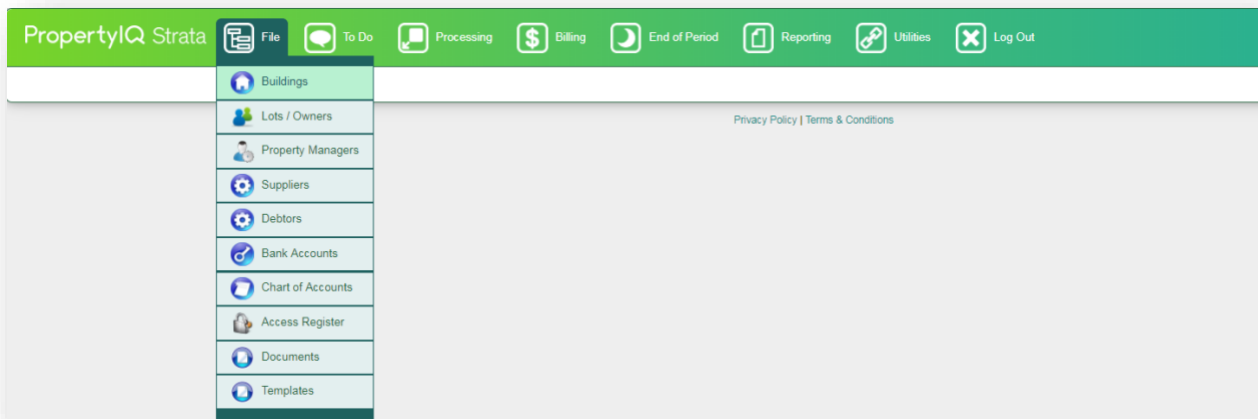 PropertyIQ Strata File To Do Processing Billing End of Period Reporting Utilities Log Out
Buildings
Lots / Owners
Privacy Policy | Terms & Conditions
Property Managers
Suppliers
Debtors
Bank Accounts
Chart of Accounts
Access Register
Documents
Templates